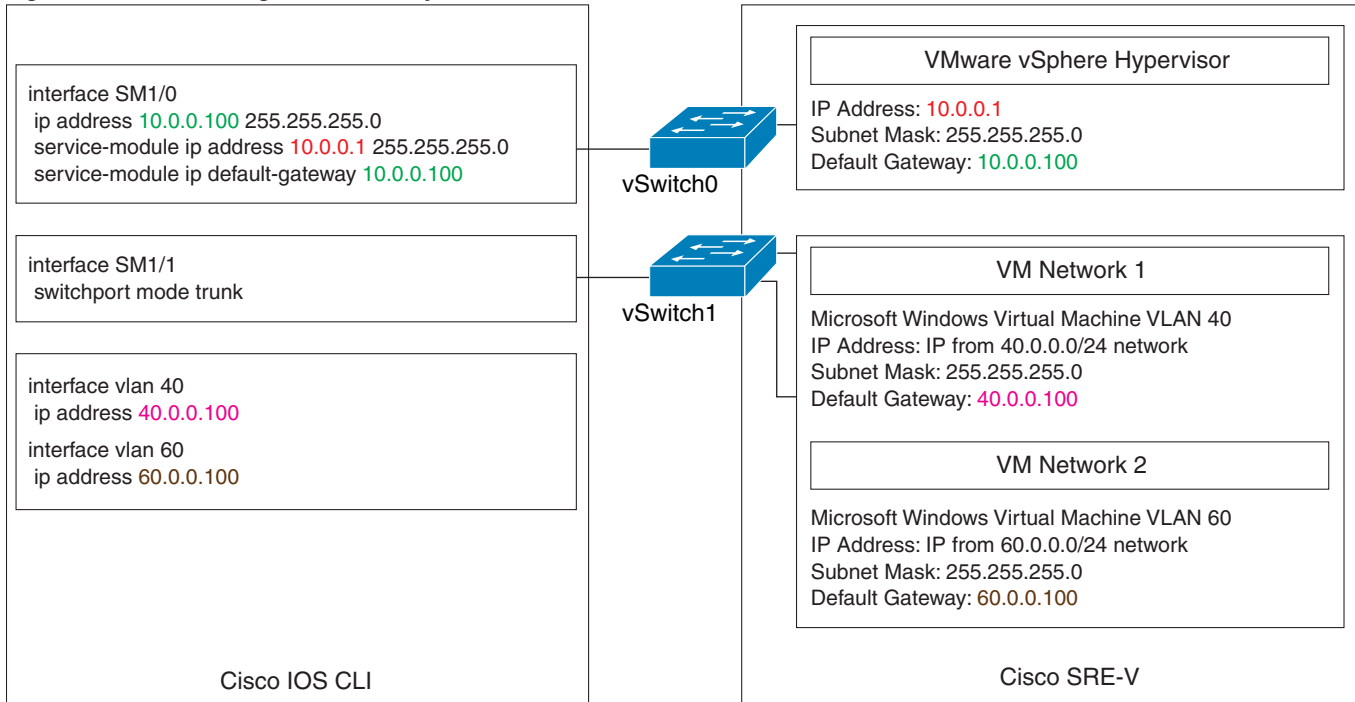 interface SM1/0
ip address 10.0.0.100 255.255.255.0
service-module ip address 10.0.0.1 255.255.255.0
service-module ip default-gateway 10.0.0.100
interface SM1/1
switchport mode trunk
interface vlan 40
ip address 40.0.0.100
interface vlan 60
ip address 60.0.0.100
Cisco IOS CLI
vSwitch0
vSwitch1
VMware vSphere Hypervisor
IP Address: 10.0.0.1
Subnet Mask: 255.255.255.0
Default Gateway: 10.0.0.100
VM Network 1
Microsoft Windows Virtual Machine VLAN 40
IP Address: IP from 40.0.0.0/24 network
Subnet Mask: 255.255.255.0
Default Gateway: 40.0.0.100
VM Network 2
Microsoft Windows Virtual Machine VLAN 60
IP Address: IP from 60.0.0.0/24 network
Subnet Mask: 255.255.255.0
Default Gateway: 60.0.0.100
Cisco SRE-V